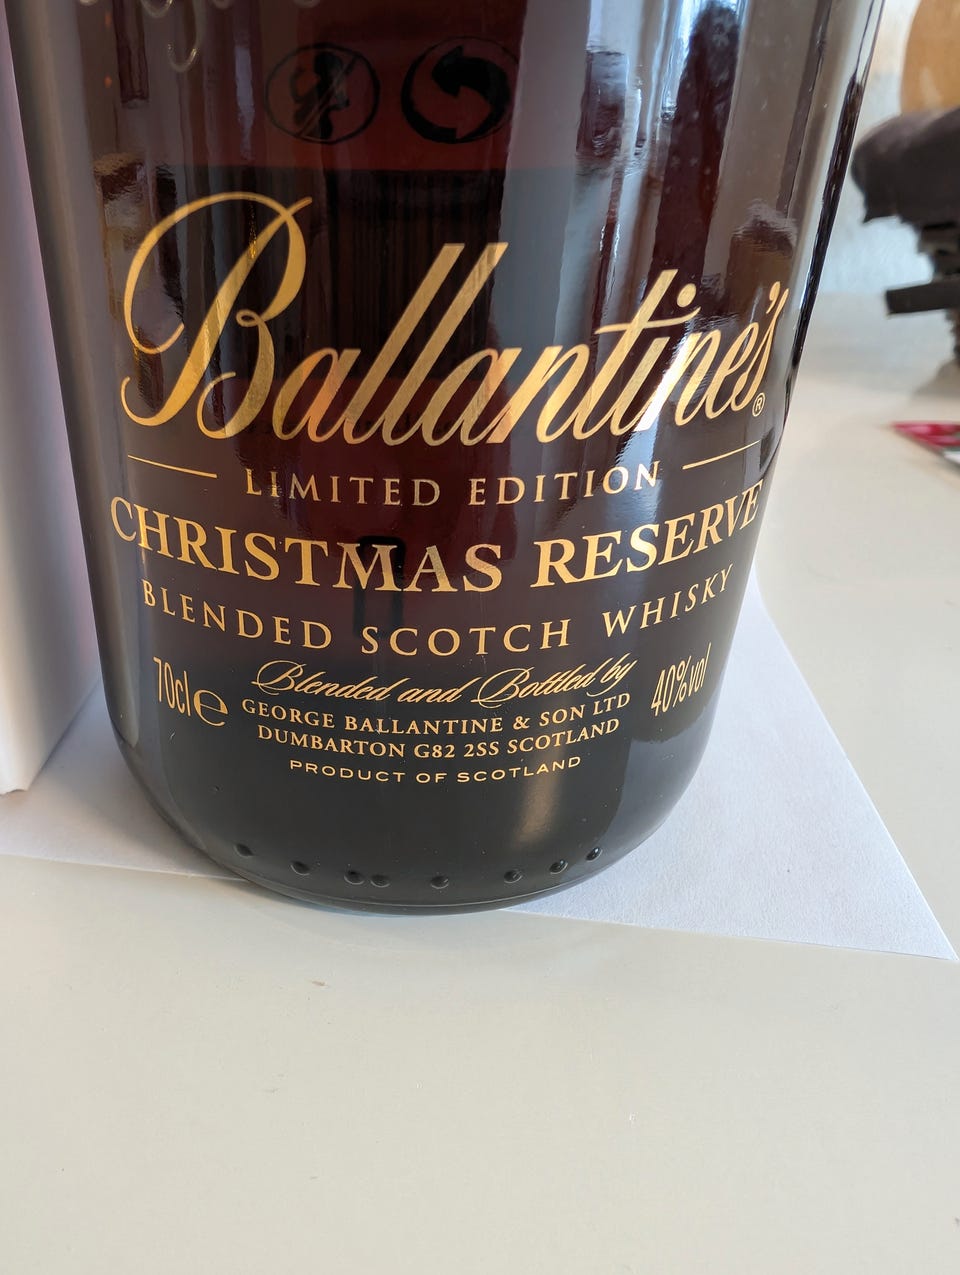 Ballantine's®
LIMITED EDITION
CHRISTMAS RESERVE
BLENDED SCOTCH WHISKY
70cl e Blended and Bottled by 40%vol
GEORGE BALLANTINE & SON LTD
DUMBARTON G82 2SS SCOTLAND
PRODUCT OF SCOTLAND